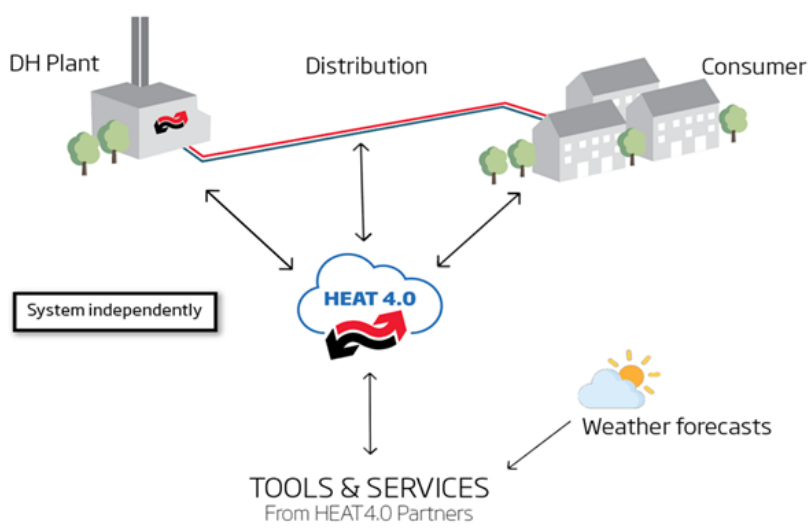 DH Plant
Distribution
Consumer
HEAT 4.0
System independently
Weather forecasts
TOOLS & SERVICES
From HEAT4.0 Partners